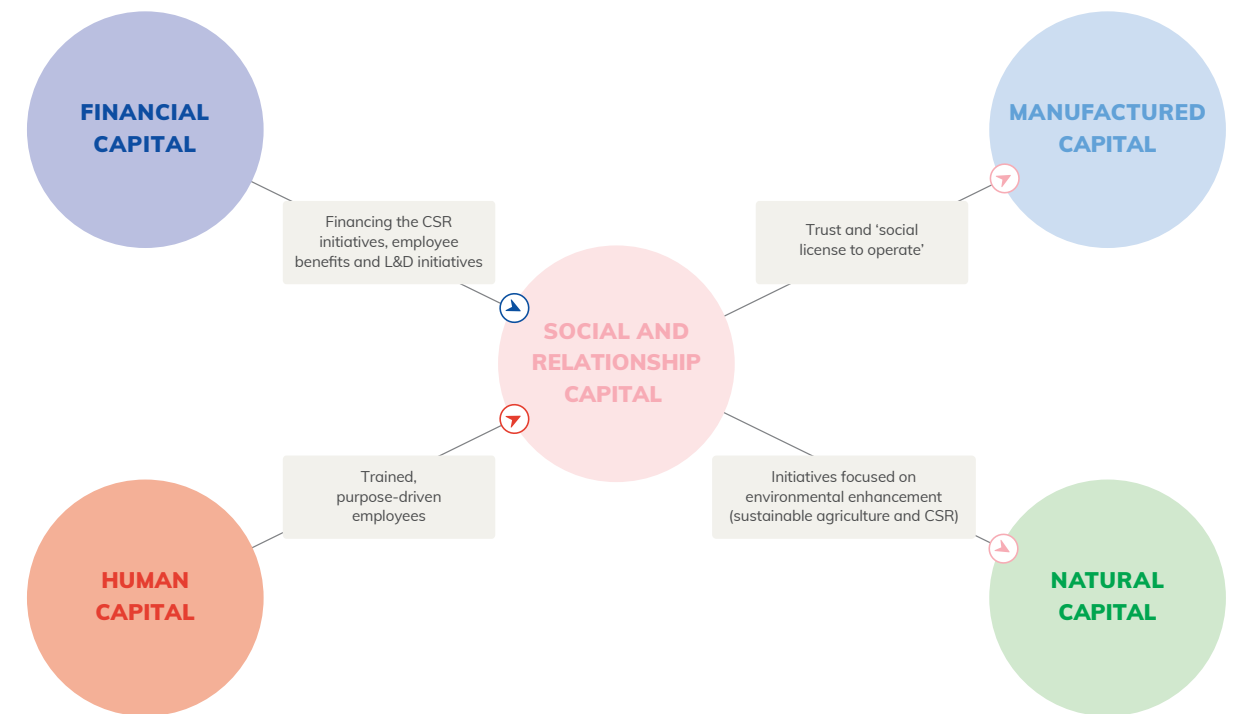 FINANCIAL
CAPITAL
MANUFACTURED
CAPITAL
Financing the CSR
initiatives, employee
benefits and L&D initiatives
Trust and ‘social
license to operate’
SOCIAL AND
RELATIONSHIP
CAPITAL
Trained,
purpose-driven
employees
Initiatives focused on
environmental enhancement
(sustainable agriculture and CSR)
HUMAN
CAPITAL
NATURAL
CAPITAL